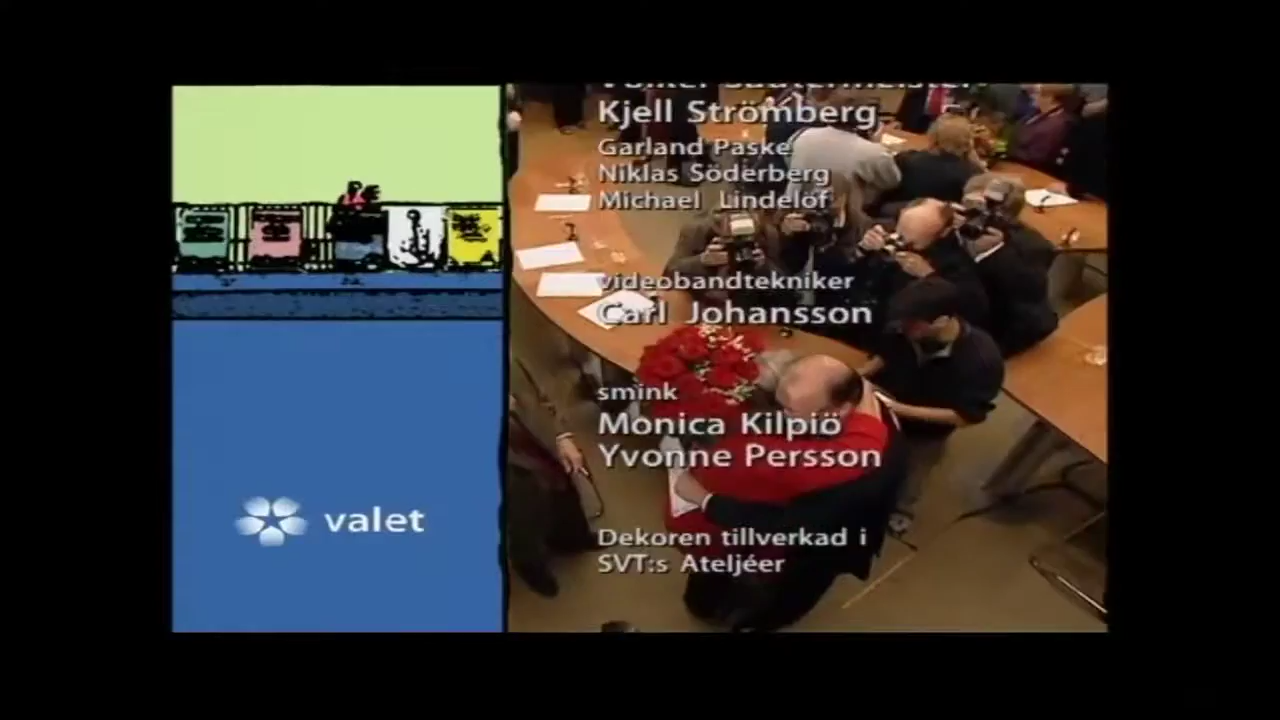 Kjell Strömberg
Garland Paske
Niklas Söderberg
Michael Lindelöf
videobandtekniker
Carl Johansson
smink
Monica Kilpiö
Yvonne Persson
Dekoren tillverkad i
SVT:s Ateljéer
valet